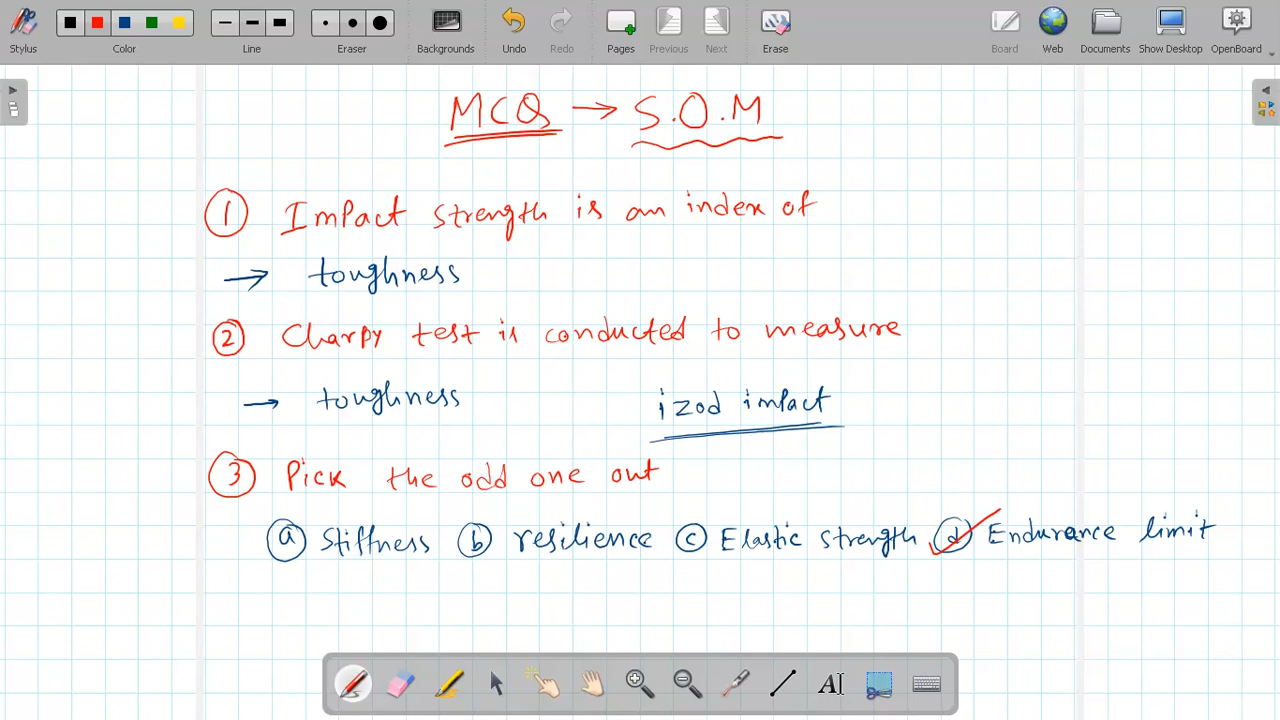 Stylus Color Line Eraser Backgrounds Undo Redo Pages Previous Next Erase Board Web Documents Show Desktop OpenBoard
MCQ → S.O.M
① Impact strength is an index of
→ toughness
② Charpy test is conducted to measure
→ toughness izod impact
③ Pick the odd one out
ⓐ Stiffness ⓑ resilience ⓒ Elastic strength ⓓ Endurance limit